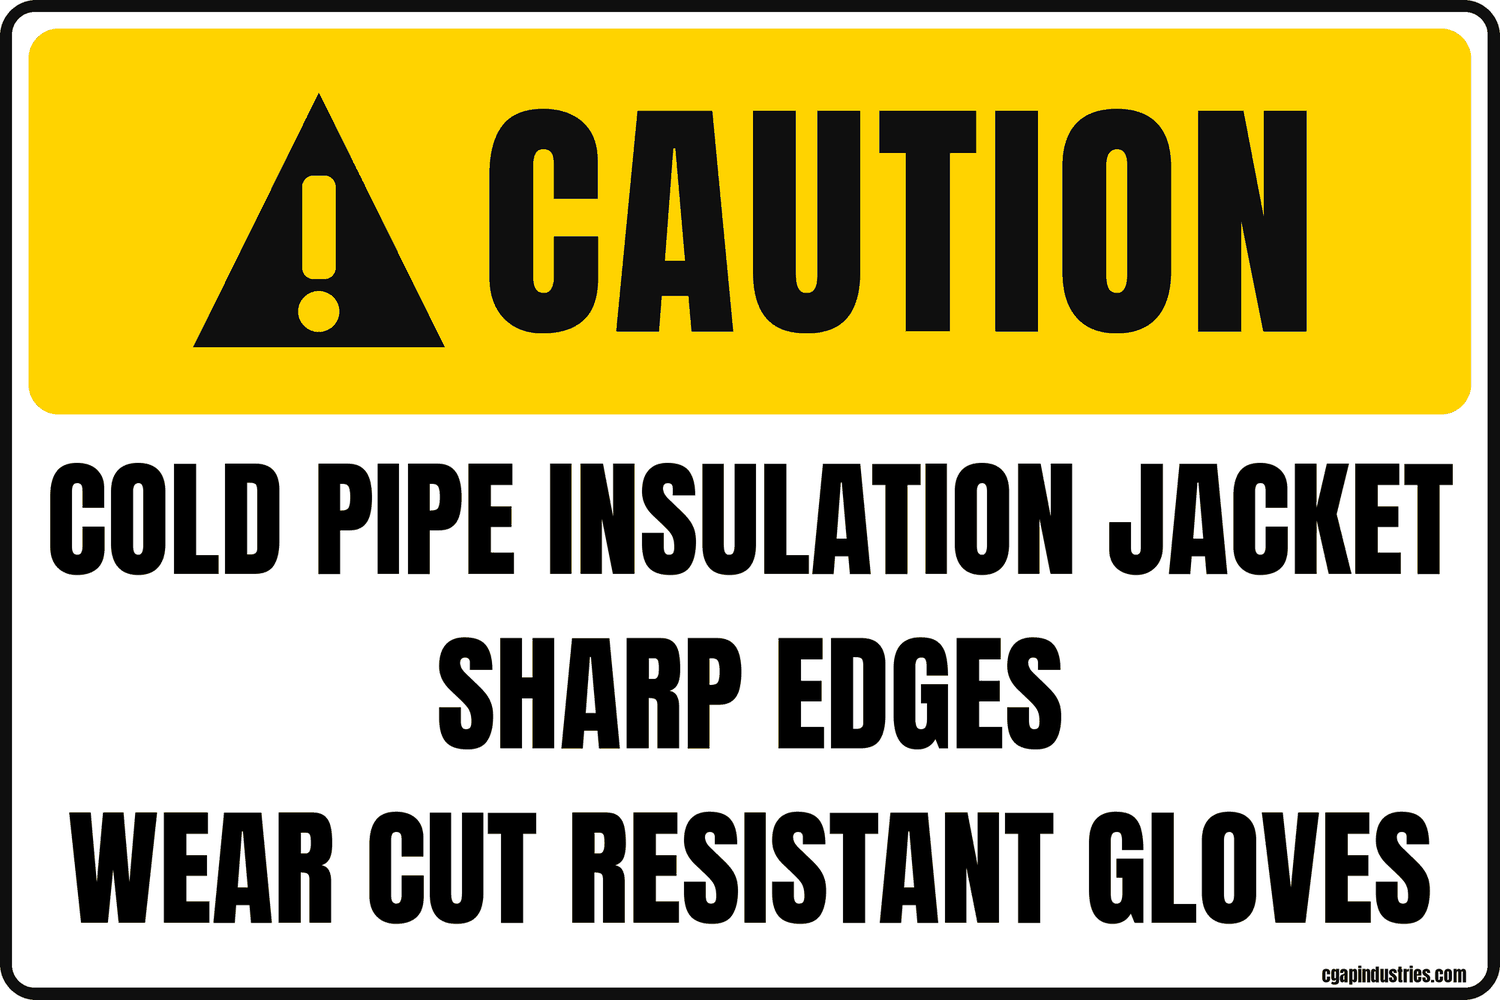 CAUTION
COLD PIPE INSULATION JACKET
SHARP EDGES
WEAR CUT RESISTANT GLOVES
cgapindustries.com